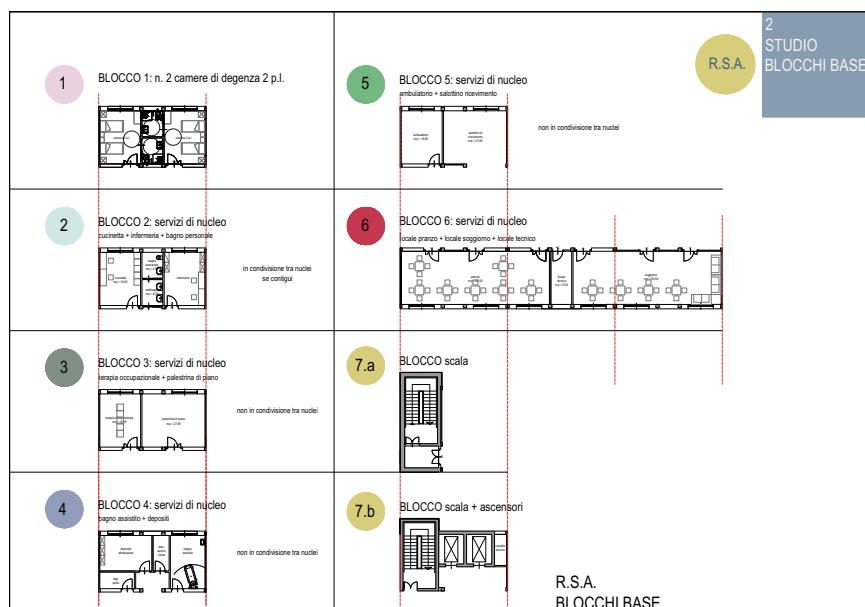 2
STUDIO
BLOCCHI BASE
R.S.A.
1
BLOCCO 1: n. 2 camere di degenza 2 p.l.
5
BLOCCO 5: servizi di nucleo
ambulatorio + salottino ricevimento
non in condivisione tra nuclei
2
BLOCCO 2: servizi di nucleo
cucinetta + infermeria + bagno personale
in condivisione tra nuclei
se contigui
6
BLOCCO 6: servizi di nucleo
locale pranzo + locale soggiorno + locale tecnico
3
BLOCCO 3: servizi di nucleo
terapia occupazionale + palestrina di piano
non in condivisione tra nuclei
7.a
BLOCCO scala
4
BLOCCO 4: servizi di nucleo
bagno assistito + depositi
non in condivisione tra nuclei
7.b
BLOCCO scala + ascensori
R.S.A.
BLOCCHI BASE